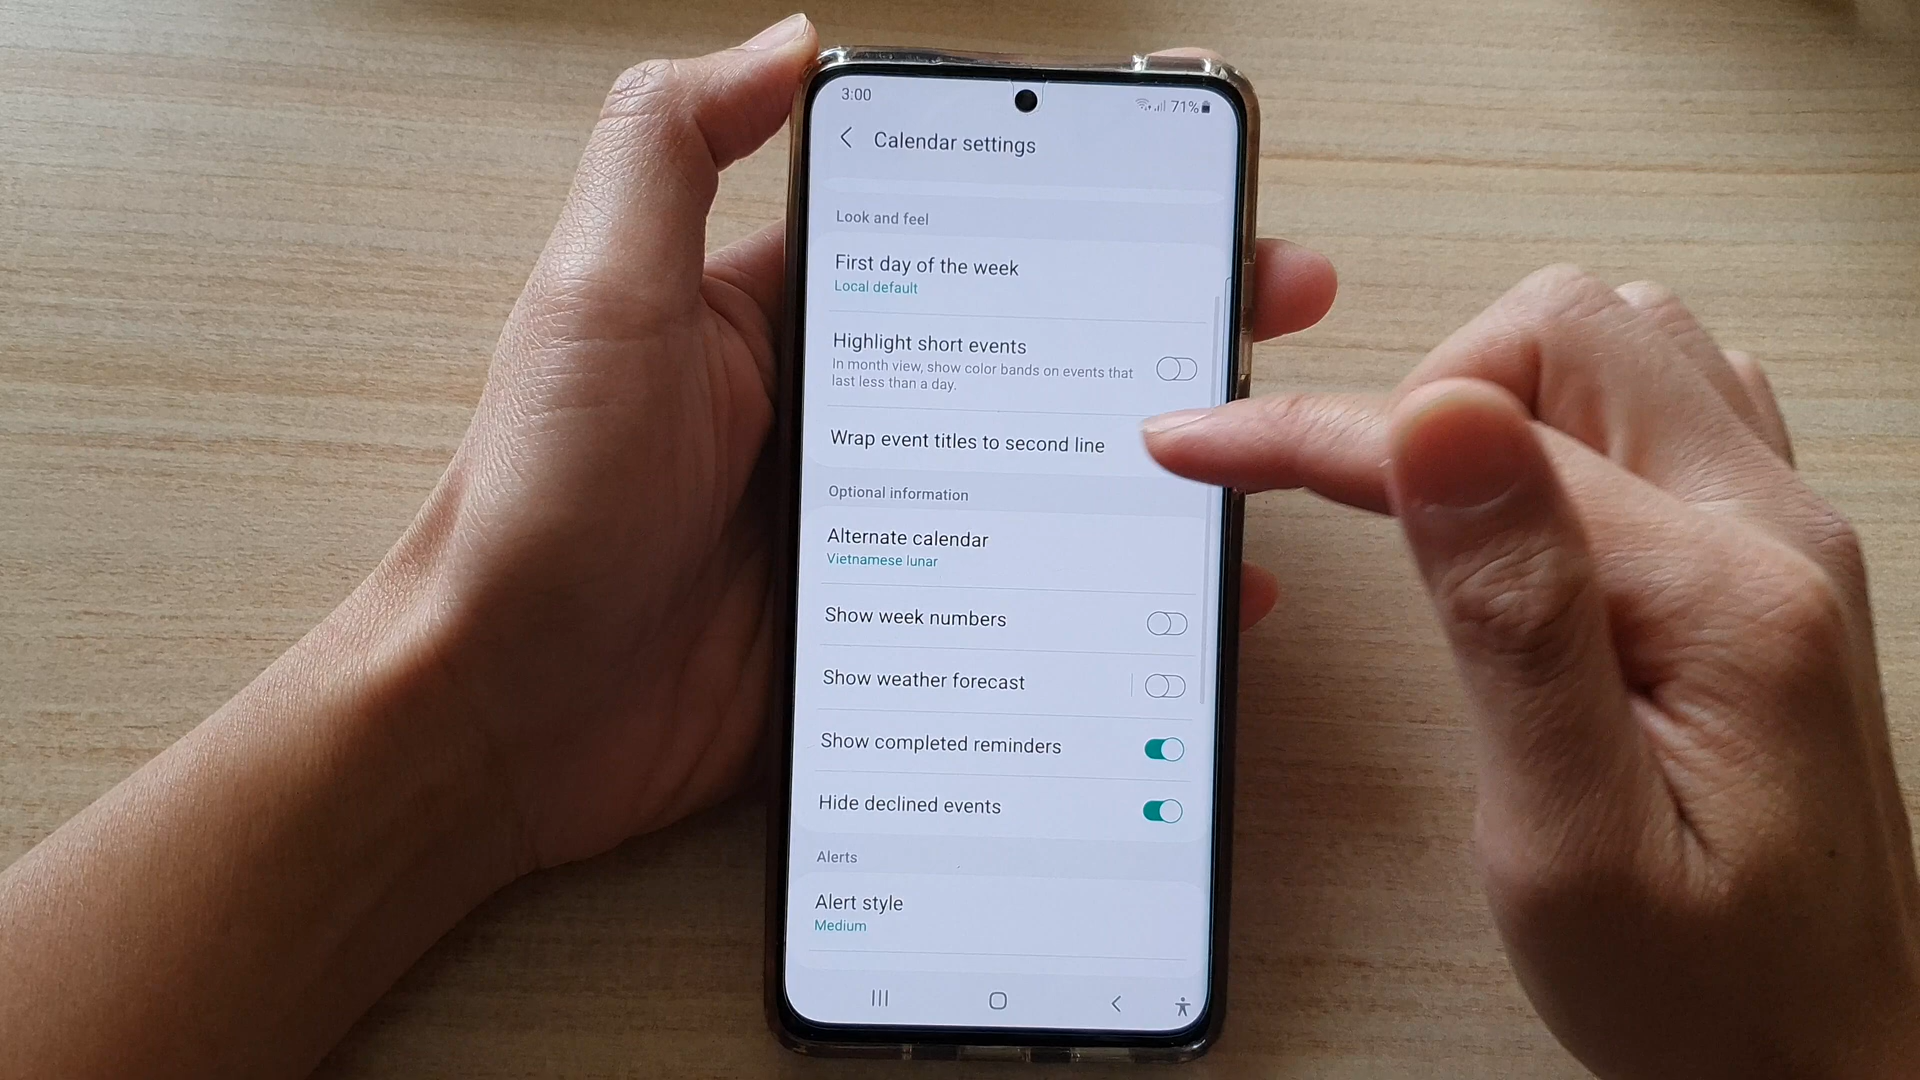 3:00
71%
Calendar settings
Look and feel
First day of the week
Local default
Highlight short events
In month view, show color bands on events that
last less than a day.
Wrap event titles to second line
Optional information
Alternate calendar
Vietnamese lunar
Show week numbers
Show weather forecast
Show completed reminders
Hide declined events
Alerts
Alert style
Medium